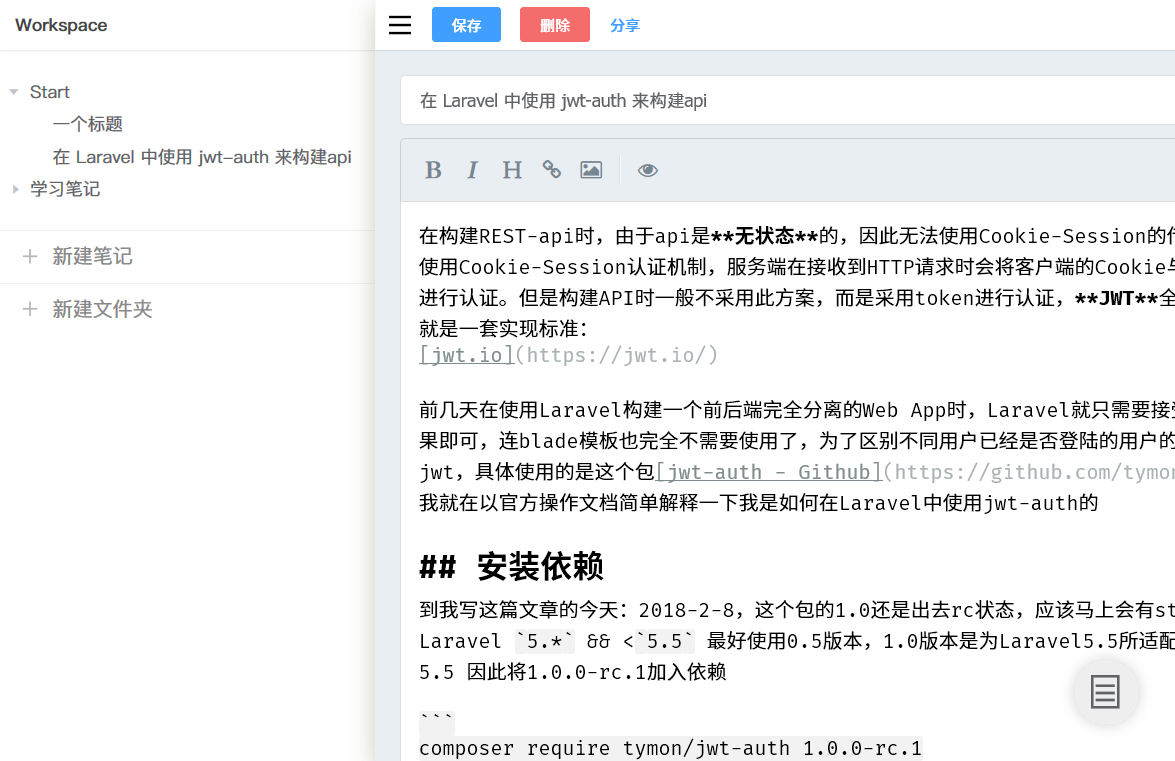 Workspace
Start
一个标题
在 Laravel 中使用 jwt-auth 来构建api
学习笔记
新建笔记
新建文件夹
保存 删除 分享
在 Laravel 中使用 jwt-auth 来构建api
B I H
在构建REST-api时，由于api是**无状态**的，因此无法使用Cookie-Session的
使用Cookie-Session认证机制，服务端在接收到HTTP请求时会将客户端的Cookie与
进行认证。但是构建API时一般不采用此方案，而是采用token进行认证，**JWT**全
就是一套实现标准：
[jwt.io](https://jwt.io/)
前几天在使用Laravel构建一个前后端完全分离的Web App时，Laravel就只需要接受
果即可，连blade模板也完全不需要使用了，为了区别不同用户已经是否登陆的用户的
jwt，具体使用的是这个包[jwt-auth - Github](https://github.com/tymon
我就在以官方操作文档简单解释一下我是如何在Laravel中使用jwt-auth的
## 安装依赖
到我写这篇文章的今天：2018-2-8，这个包的1.0还是出去rc状态，应该马上会有st
Laravel `5.*` && <`5.5` 最好使用0.5版本，1.0版本是为Laravel5.5所适配
5.5 因此将1.0.0-rc.1加入依赖
```
composer require tymon/jwt-auth 1.0.0-rc.1